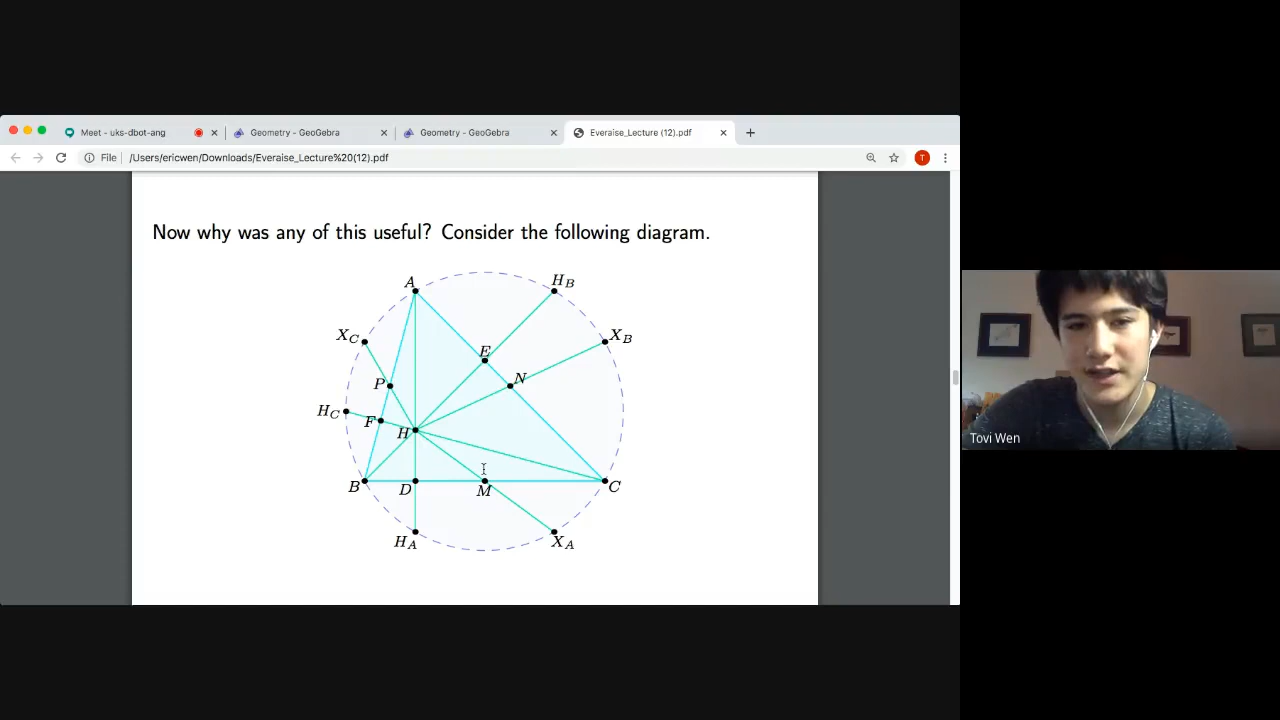 Meet - uks-dbot-ang
Geometry - GeoGebra
Geometry - GeoGebra
Everaise_Lecture (12).pdf
File
/Users/ericwen/Downloads/Everaise_Lecture%20(12).pdf
T
Now why was any of this useful? Consider the following diagram.
A
H_B
X_C
X_B
E
P
N
H_C
F
H
B
D
M
C
H_A
X_A
Tovi Wen